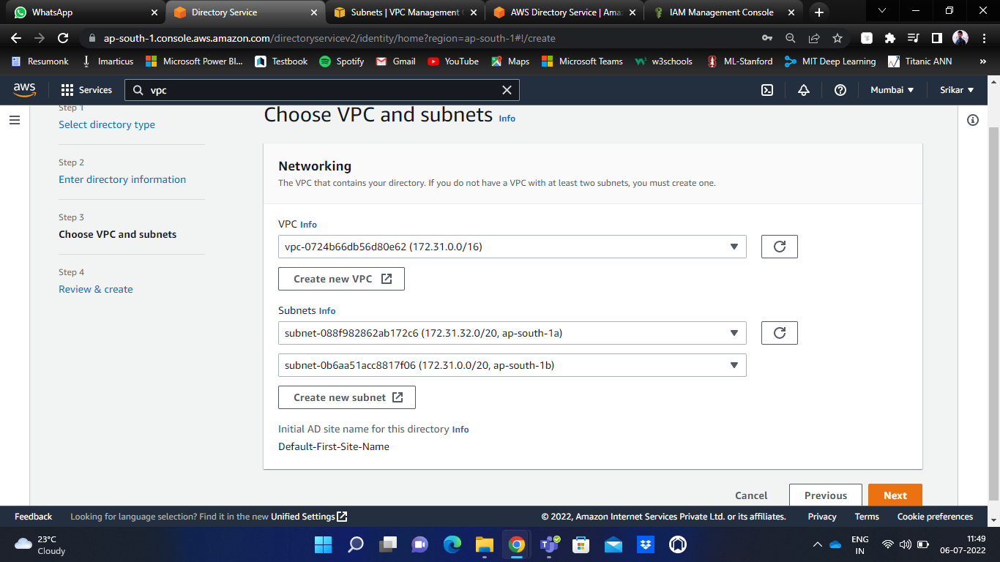 WhatsApp
Directory Service
Subnets | VPC Management
AWS Directory Service | Ama
IAM Management Console
ap-south-1.console.aws.amazon.com/directoryservicev2/identity/home?region=ap-south-1#!/create
Resumonk Imarticus Microsoft Power BI... Testbook Spotify Gmail YouTube Maps Microsoft Teams w3schools ML-Stanford MIT Deep Learning Titanic ANN »
aws Services vpc Mumbai Srikar
Step 1
Select directory type
Step 2
Enter directory information
Step 3
Choose VPC and subnets
Step 4
Review & create
Choose VPC and subnets Info
Networking
The VPC that contains your directory. If you do not have a VPC with at least two subnets, you must create one.
VPC Info
vpc-0724b66db56d80e62 (172.31.0.0/16)
Create new VPC
Subnets Info
subnet-088f982862ab172c6 (172.31.32.0/20, ap-south-1a)
subnet-0b6aa51acc8817f06 (172.31.0.0/20, ap-south-1b)
Create new subnet
Initial AD site name for this directory Info
Default-First-Site-Name
Cancel Previous Next
Feedback Looking for language selection? Find it in the new Unified Settings © 2022, Amazon Internet Services Private Ltd. or its affiliates. Privacy Terms Cookie preferences
23°C
Cloudy
ENG
IN
11:49
06-07-2022